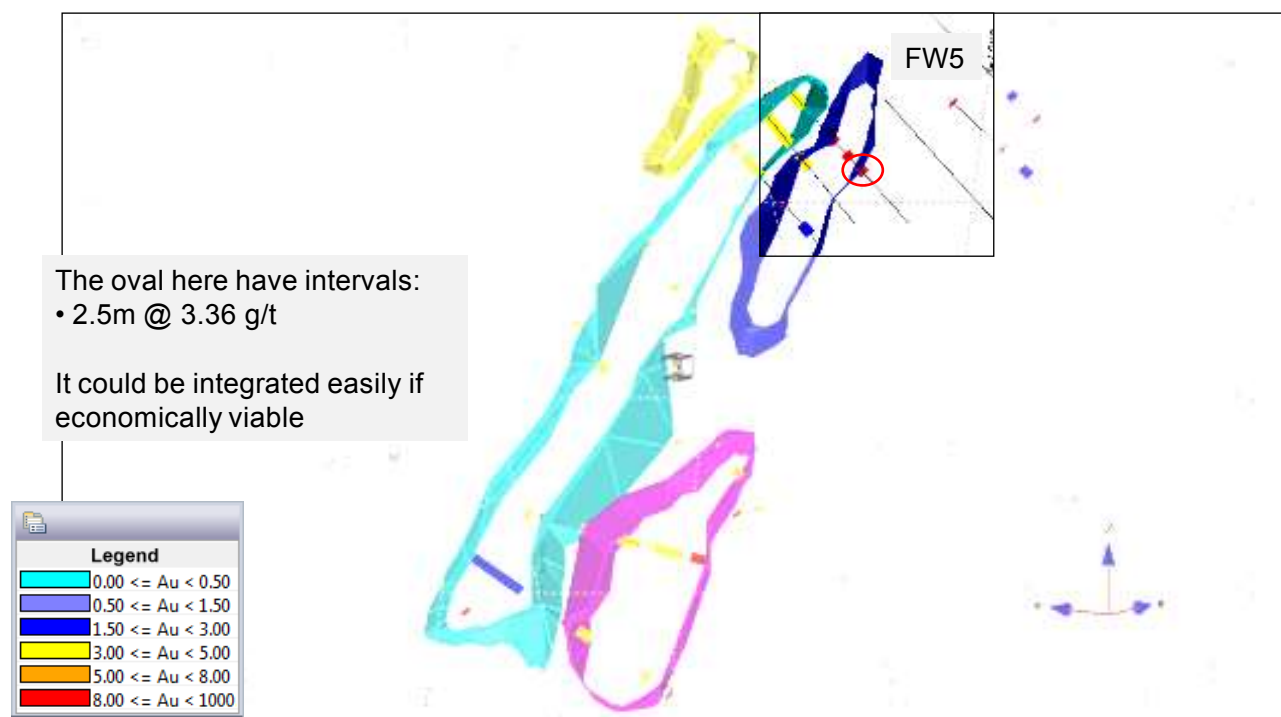 FW5
The oval here have intervals:
• 2.5m @ 3.36 g/t
It could be integrated easily if
economically viable
Legend
0.00 <= Au < 0.50
0.50 <= Au < 1.50
1.50 <= Au < 3.00
3.00 <= Au < 5.00
5.00 <= Au < 8.00
8.00 <= Au < 1000